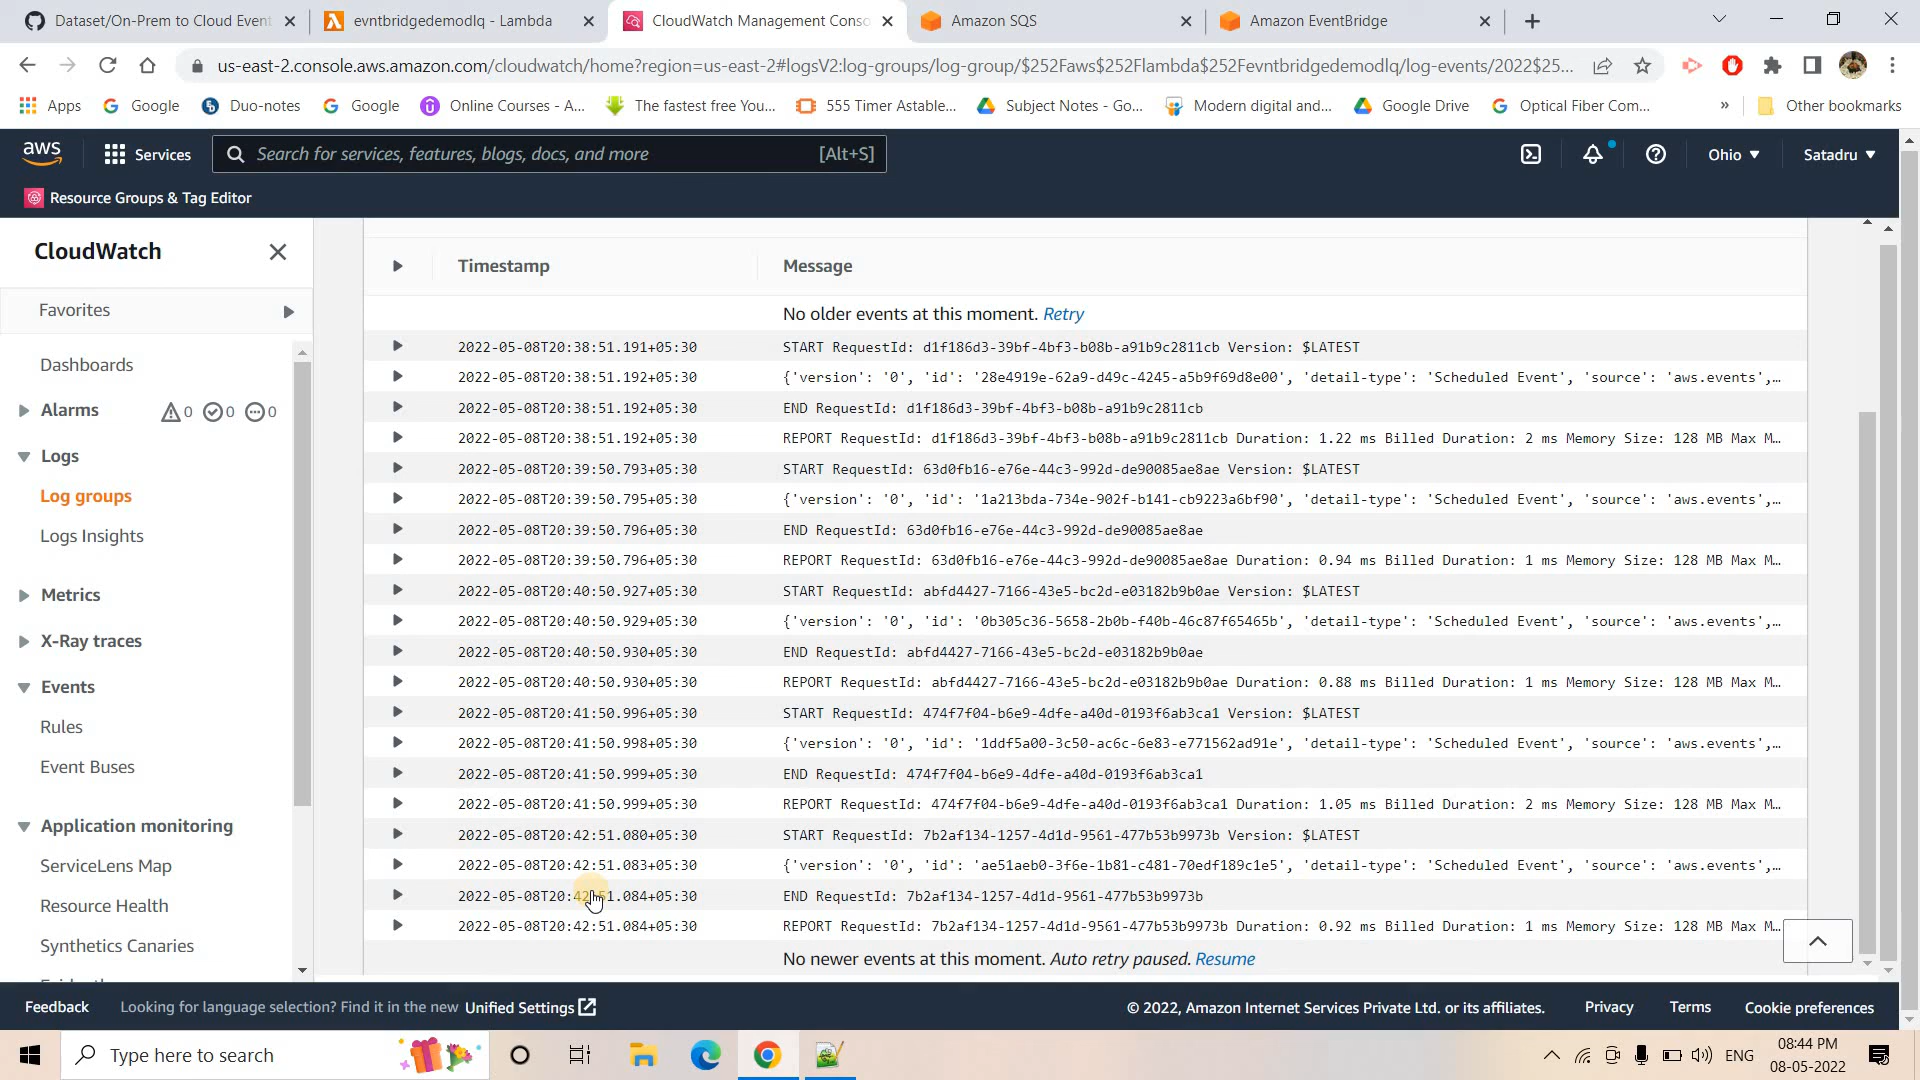 Dataset/On-Prem to Cloud Event
evntbridgedemodlq - Lambda
CloudWatch Management Conso
Amazon SQS
Amazon EventBridge
us-east-2.console.aws.amazon.com/cloudwatch/home?region=us-east-2#logsV2:log-groups/log-group/$252Faws$252Flambda$252Fevntbridgedemodlq/log-events/2022$25...
Apps
Google
Duo-notes
Google
Online Courses - A...
The fastest free You...
555 Timer Astable...
Subject Notes - Go...
Modern digital and...
Google Drive
Optical Fiber Com...
»
Other bookmarks
aws
Services
Search for services, features, blogs, docs, and more
[Alt+S]
Ohio
Satadru
Resource Groups & Tag Editor
CloudWatch
Favorites
Dashboards
Alarms 0 0 0
Logs
Log groups
Logs Insights
Metrics
X-Ray traces
Events
Rules
Event Buses
Application monitoring
ServiceLens Map
Resource Health
Synthetics Canaries
Timestamp Message
No older events at this moment. Retry
2022-05-08T20:38:51.191+05:30 START RequestId: d1f186d3-39bf-4bf3-b08b-a91b9c2811cb Version: $LATEST
2022-05-08T20:38:51.192+05:30 {'version': '0', 'id': '28e4919e-62a9-d49c-4245-a5b9f69d8e00', 'detail-type': 'Scheduled Event', 'source': 'aws.events',…
2022-05-08T20:38:51.192+05:30 END RequestId: d1f186d3-39bf-4bf3-b08b-a91b9c2811cb
2022-05-08T20:38:51.192+05:30 REPORT RequestId: d1f186d3-39bf-4bf3-b08b-a91b9c2811cb Duration: 1.22 ms Billed Duration: 2 ms Memory Size: 128 MB Max M…
2022-05-08T20:39:50.793+05:30 START RequestId: 63d0fb16-e76e-44c3-992d-de90085ae8ae Version: $LATEST
2022-05-08T20:39:50.795+05:30 {'version': '0', 'id': '1a213bda-734e-902f-b141-cb9223a6bf90', 'detail-type': 'Scheduled Event', 'source': 'aws.events',…
2022-05-08T20:39:50.796+05:30 END RequestId: 63d0fb16-e76e-44c3-992d-de90085ae8ae
2022-05-08T20:39:50.796+05:30 REPORT RequestId: 63d0fb16-e76e-44c3-992d-de90085ae8ae Duration: 0.94 ms Billed Duration: 1 ms Memory Size: 128 MB Max M…
2022-05-08T20:40:50.927+05:30 START RequestId: abfd4427-7166-43e5-bc2d-e03182b9b0ae Version: $LATEST
2022-05-08T20:40:50.929+05:30 {'version': '0', 'id': '0b305c36-5658-2b0b-f40b-46c87f65465b', 'detail-type': 'Scheduled Event', 'source': 'aws.events',…
2022-05-08T20:40:50.930+05:30 END RequestId: abfd4427-7166-43e5-bc2d-e03182b9b0ae
2022-05-08T20:40:50.930+05:30 REPORT RequestId: abfd4427-7166-43e5-bc2d-e03182b9b0ae Duration: 0.88 ms Billed Duration: 1 ms Memory Size: 128 MB Max M…
2022-05-08T20:41:50.996+05:30 START RequestId: 474f7f04-b6e9-4dfe-a40d-0193f6ab3ca1 Version: $LATEST
2022-05-08T20:41:50.998+05:30 {'version': '0', 'id': '1ddf5a00-3c50-ac6c-6e83-e771562ad91e', 'detail-type': 'Scheduled Event', 'source': 'aws.events',…
2022-05-08T20:41:50.999+05:30 END RequestId: 474f7f04-b6e9-4dfe-a40d-0193f6ab3ca1
2022-05-08T20:41:50.999+05:30 REPORT RequestId: 474f7f04-b6e9-4dfe-a40d-0193f6ab3ca1 Duration: 1.05 ms Billed Duration: 2 ms Memory Size: 128 MB Max M…
2022-05-08T20:42:51.080+05:30 START RequestId: 7b2af134-1257-4d1d-9561-477b53b9973b Version: $LATEST
2022-05-08T20:42:51.083+05:30 {'version': '0', 'id': 'ae51aeb0-3f6e-1b81-c481-70edf189c1e5', 'detail-type': 'Scheduled Event', 'source': 'aws.events',…
2022-05-08T20:42:51.084+05:30 END RequestId: 7b2af134-1257-4d1d-9561-477b53b9973b
2022-05-08T20:42:51.084+05:30 REPORT RequestId: 7b2af134-1257-4d1d-9561-477b53b9973b Duration: 0.92 ms Billed Duration: 1 ms Memory Size: 128 MB Max M…
No newer events at this moment. Auto retry paused. Resume
Feedback
Looking for language selection? Find it in the new Unified Settings
© 2022, Amazon Internet Services Private Ltd. or its affiliates.
Privacy
Terms
Cookie preferences
Type here to search
ENG
08:44 PM
08-05-2022